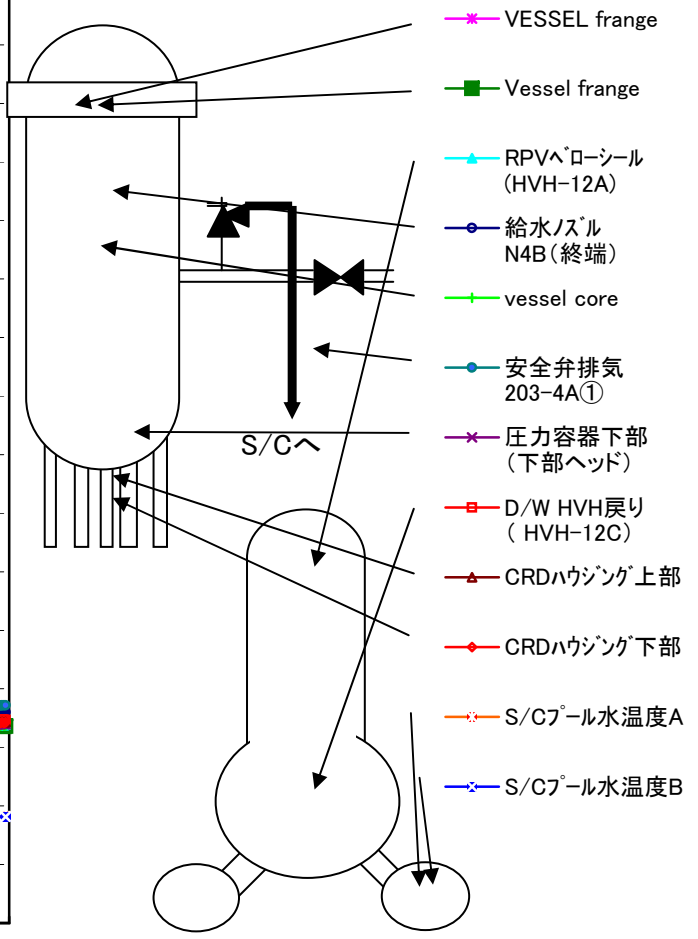 VESSEL frange
Vessel frange
RPVﾍﾞﾛｰｼｰﾙ
(HVH-12A)
給水ﾉｽﾞﾙ
N4B(終端)
vessel core
安全弁排気
203-4A①
S/Cへ
圧力容器下部
(下部ヘッド)
D/W HVH戻り
( HVH-12C)
CRDﾊｳｼﾞﾝｸﾞ上部
CRDﾊｳｼﾞﾝｸﾞ下部
S/Cﾌﾟｰﾙ水温度A
S/Cﾌﾟｰﾙ水温度B